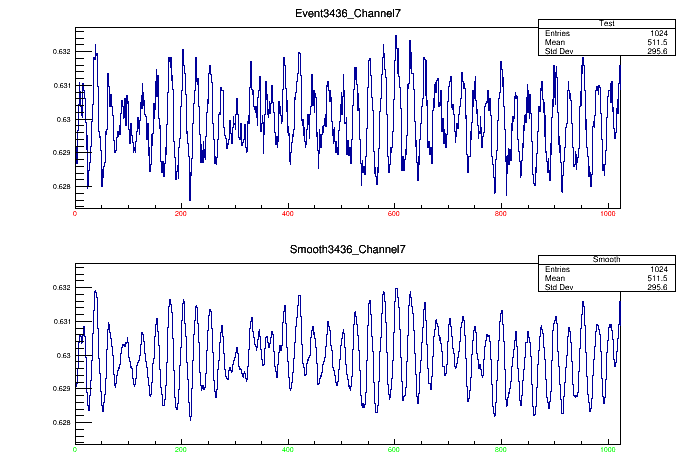 Event3436_Channel7
Test
Entries 1024
Mean 511.5
Std Dev 295.6
0.632
0.631
0.63
0.629
0.628
0 200 400 600 800 1000
Smooth3436_Channel7
Smooth
Entries 1024
Mean 511.5
Std Dev 295.6
0.632
0.631
0.63
0.629
0.628
0 200 400 600 800 1000